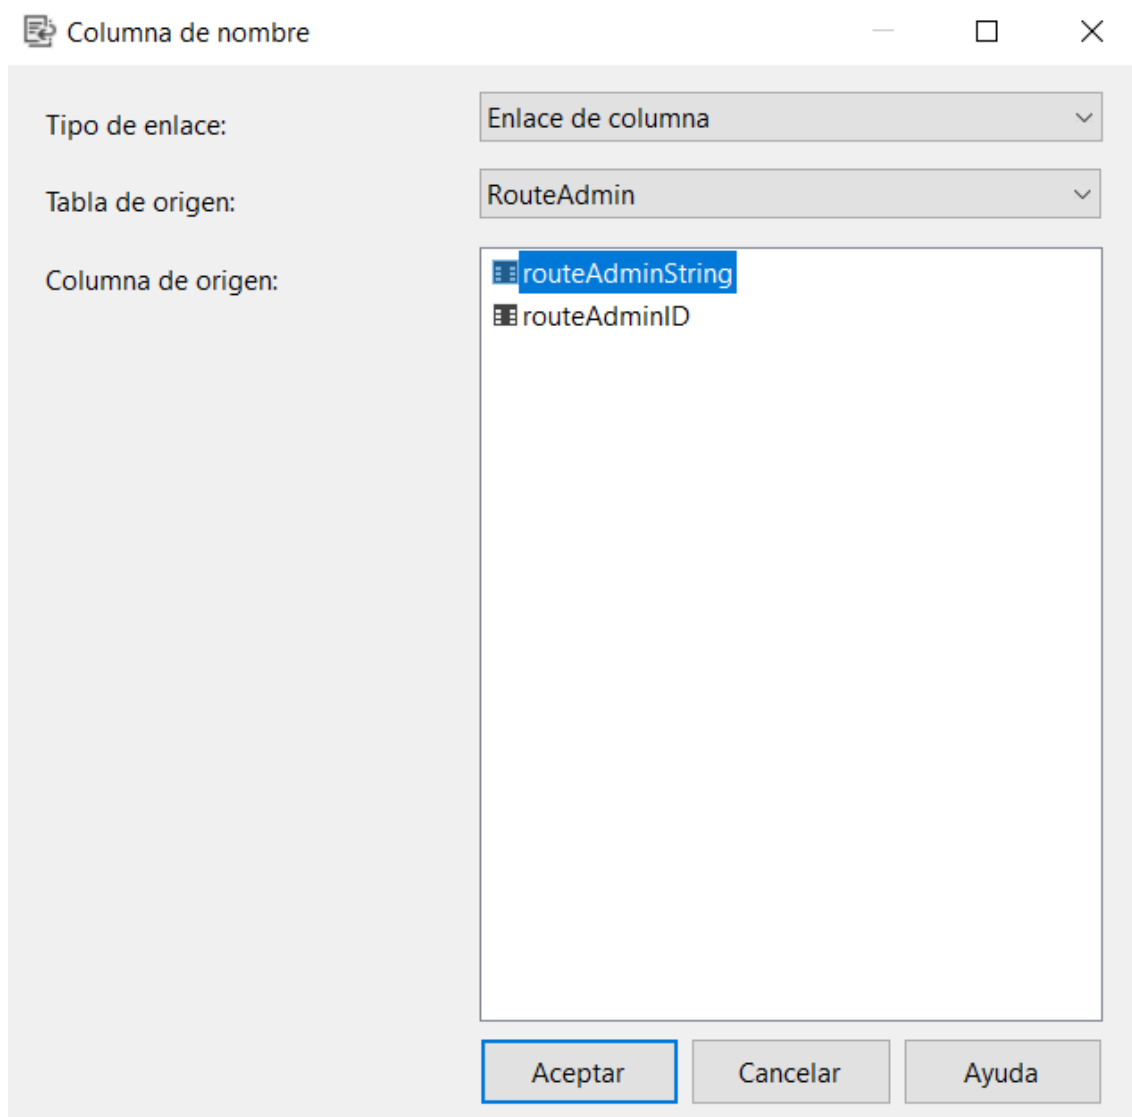 Columna de nombre
Tipo de enlace:
Enlace de columna
Tabla de origen:
RouteAdmin
Columna de origen:
routeAdminString
routeAdminID
Aceptar
Cancelar
Ayuda